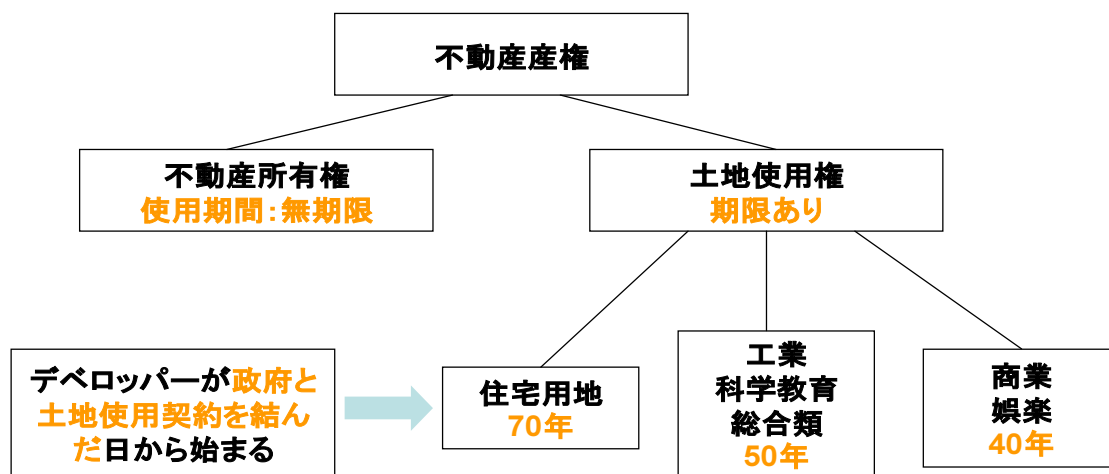 不動産産権
不動産所有権
使用期間：無期限
土地使用権
期限あり
デベロッパーが政府と
土地使用契約を結ん
だ日から始まる
住宅用地
70年
工業
科学教育
総合類
50年
商業
娯楽
40年